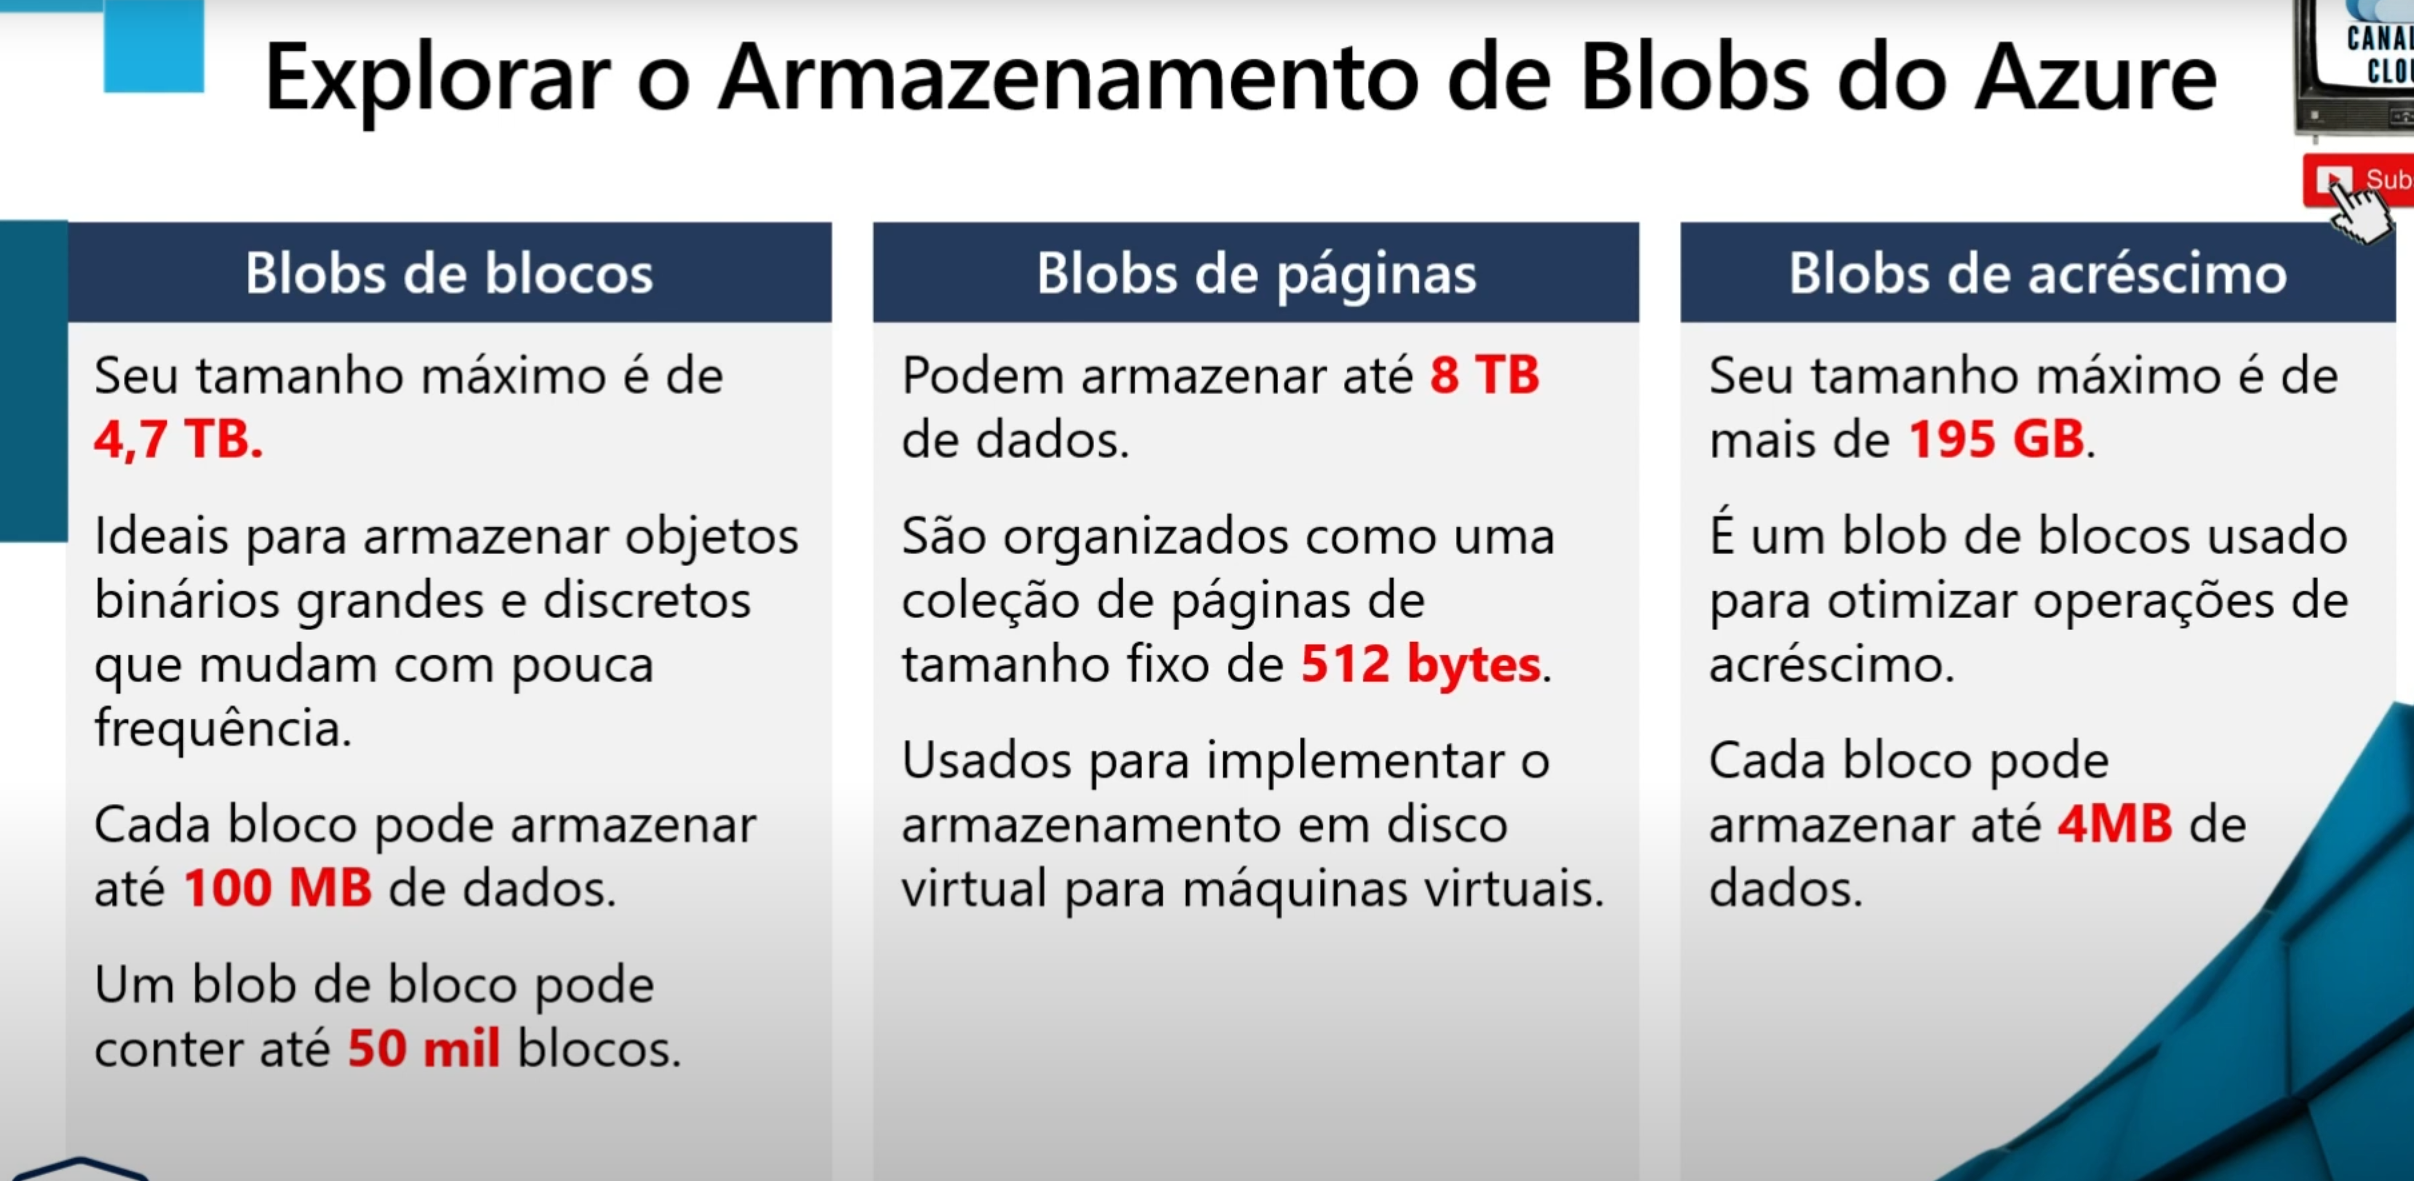 Explorar o Armazenamento de Blobs do Azure
CANAL
Blobs de blocos
Seu tamanho máximo é de
4,7 TB.
Ideais para armazenar objetos
binários grandes e discretos
que mudam com pouca
frequência.
Cada bloco pode armazenar
até 100 MB de dados.
Um blob de bloco pode
conter até 50 mil blocos.
Blobs de páginas
Podem armazenar até 8 TB
de dados.
São organizados como uma
coleção de páginas de
tamanho fixo de 512 bytes.
Usados para implementar o
armazenamento em disco
virtual para máquinas virtuais.
Blobs de acréscimo
Seu tamanho máximo é de
mais de 195 GB.
É um blob de blocos usado
para otimizar operações de
acréscimo.
Cada bloco pode
armazenar até 4MB de
dados.